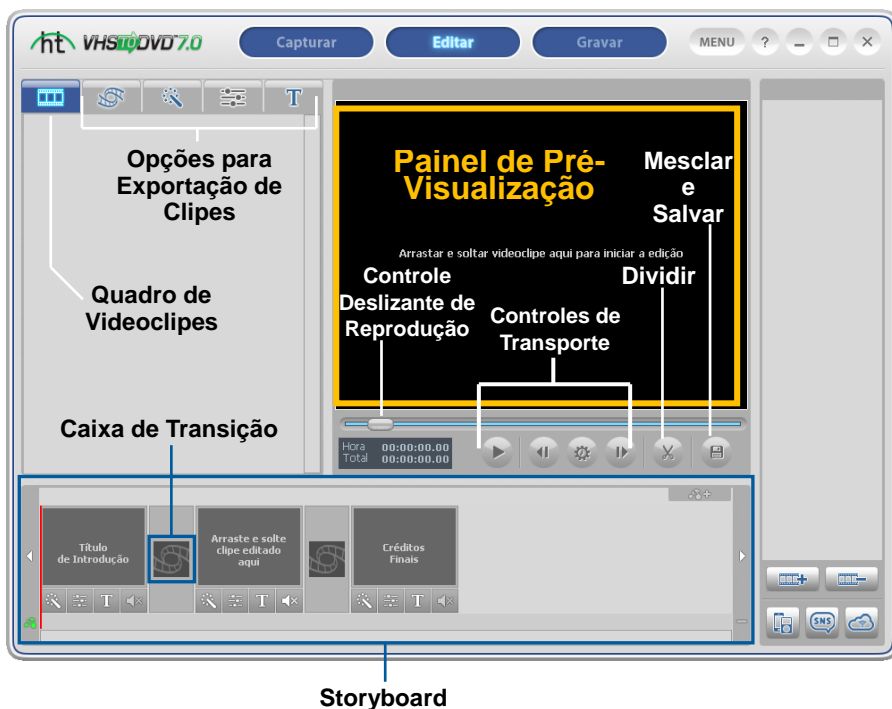 ht VHS TO DVD 7.0
Capturar
Editar
Gravar
MENU
?
T
Opções para
Exportação de
Clipes
Quadro de
Videoclipes
Painel de Pré-
Visualização
Mesclar
e
Salvar
Arrastar e soltar videoclipe aqui para iniciar a edição
Controle
Deslizante de
Reprodução
Dividir
Controles de
Transporte
Caixa de Transição
Hora 00:00:00.00
Total 00:00:00.00
Título
de Introdução
Arraste e solte
clipe editado
aqui
Créditos
Finais
T
T
T
SNS
Storyboard